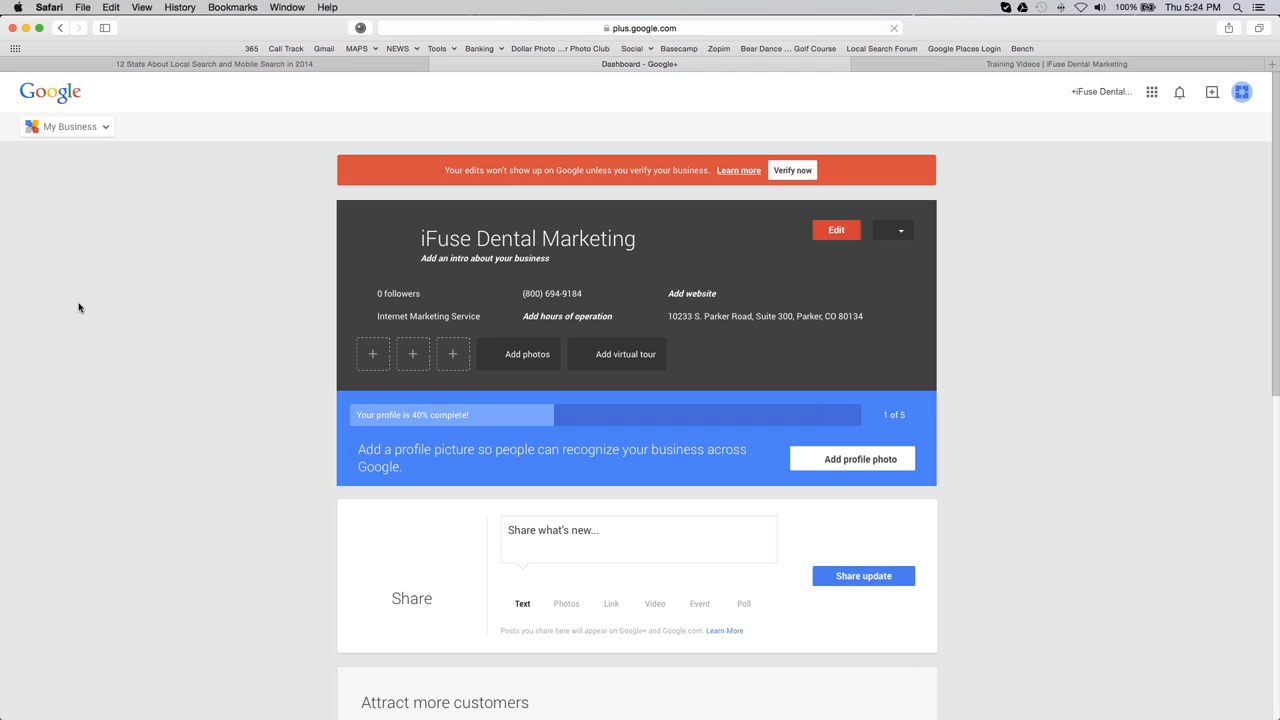 Safari File Edit View History Bookmarks Window Help 100% Thu 5:24 PM
plus.google.com
365 Call Track Gmail MAPS NEWS Tools Banking Dollar Photo ...r Photo Club Social Basecamp Zopim Bear Dance ... Golf Course Local Search Forum Google Places Login Bench
12 Stats About Local Search and Mobile Search in 2014 Dashboard - Google+ Training Videos | iFuse Dental Marketing
Google +iFuse Dental...
My Business
Your edits won't show up on Google unless you verify your business. Learn more Verify now
iFuse Dental Marketing Edit
Add an intro about your business
0 followers (800) 694-9184 Add website
Internet Marketing Service Add hours of operation 10233 S. Parker Road, Suite 300, Parker, CO 80134
Add photos Add virtual tour
Your profile is 40% complete! 1 of 5
Add a profile picture so people can recognize your business across
Google. Add profile photo
Share what's new...
Share update
Share
Text Photos Link Video Event Poll
Posts you share here will appear on Google+ and Google.com. Learn More
Attract more customers